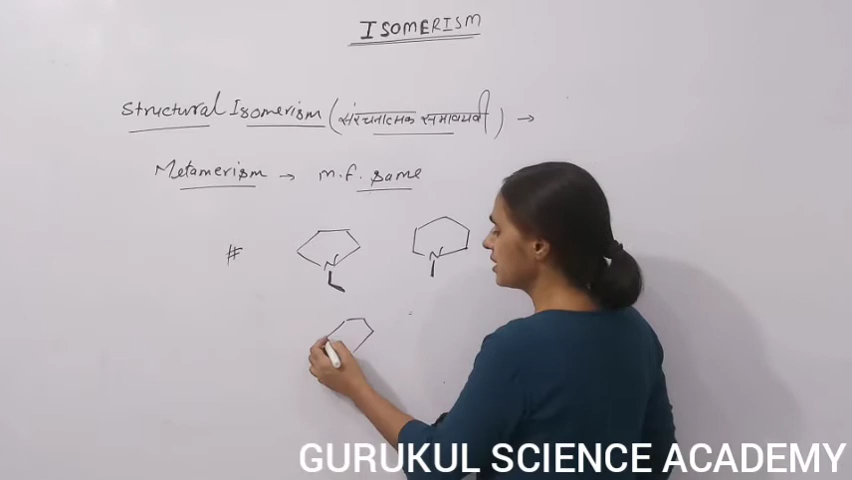 ISOMERISM
Structural Isomerism (संरचनात्मक समावयवी) →
Metamerism → m.f. same
#
N N
GURUKUL SCIENCE ACADEMY